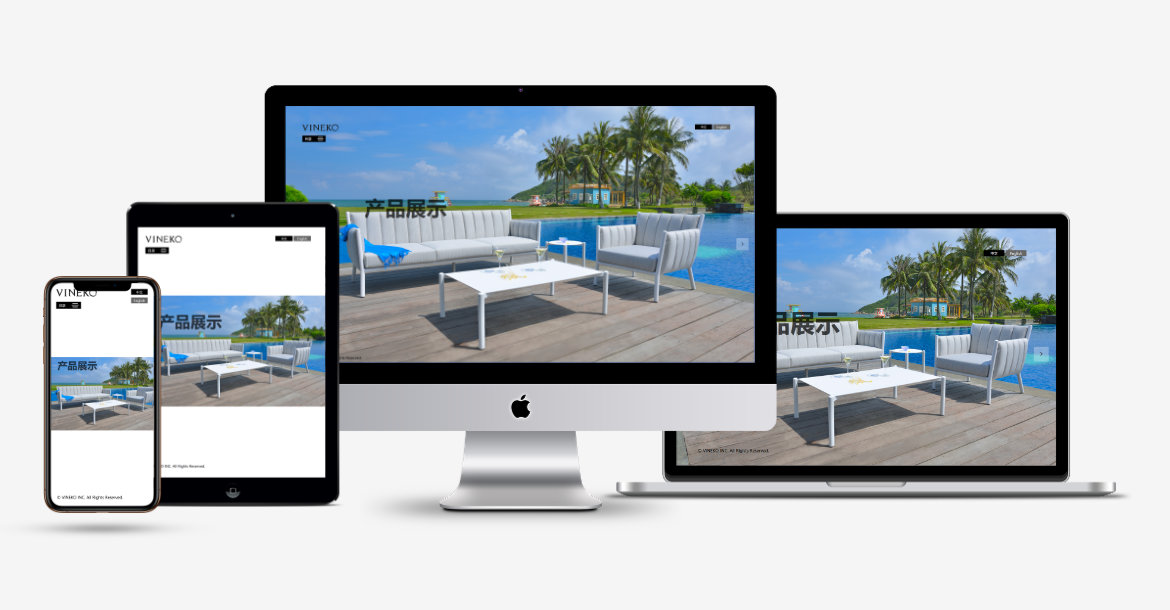 VINEKO
中文 English
产品展示
VINEKO
中文 English
产品展示
INC. All Rights Reserved.
VINEKO
中文
English
产品展示
© VINEKO INC. All Rights Reserved.
中文 English
品展示
© VINEKO INC. All Rights Reserved.